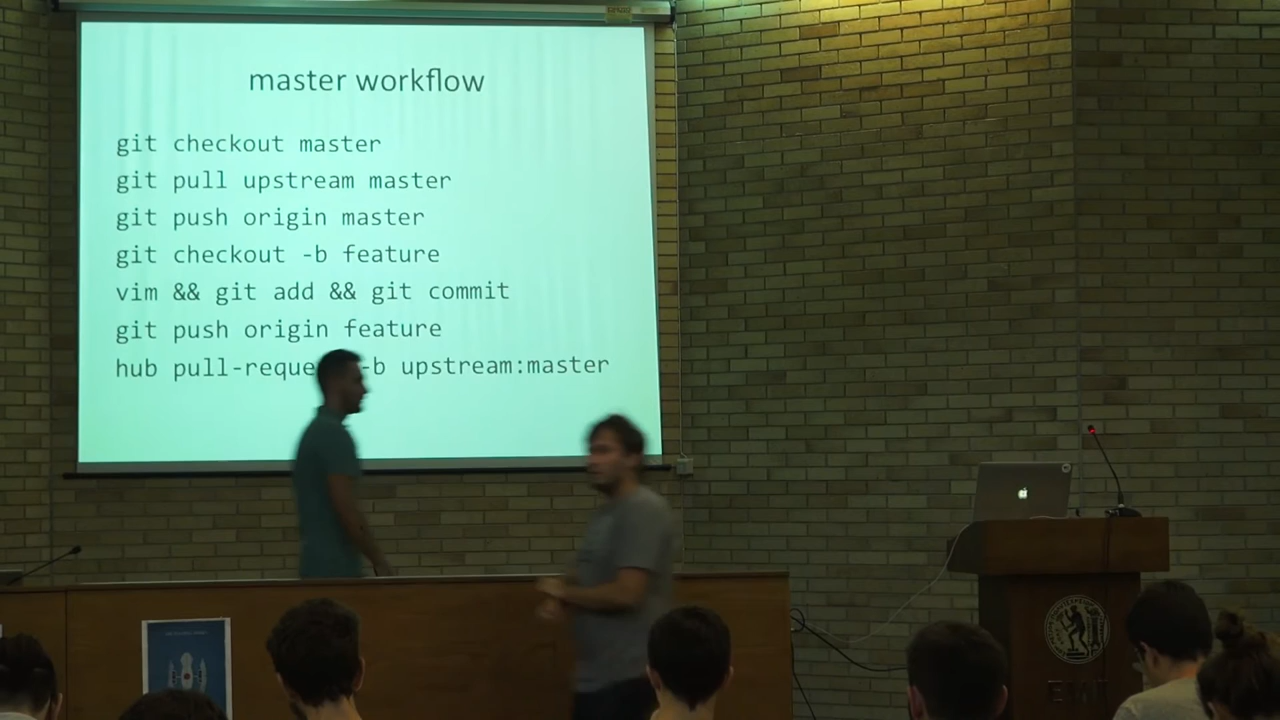 master workflow
git checkout master
git pull upstream master
git push origin master
git checkout -b feature
vim && git add && git commit
git push origin feature
hub pull-reque -b upstream:master